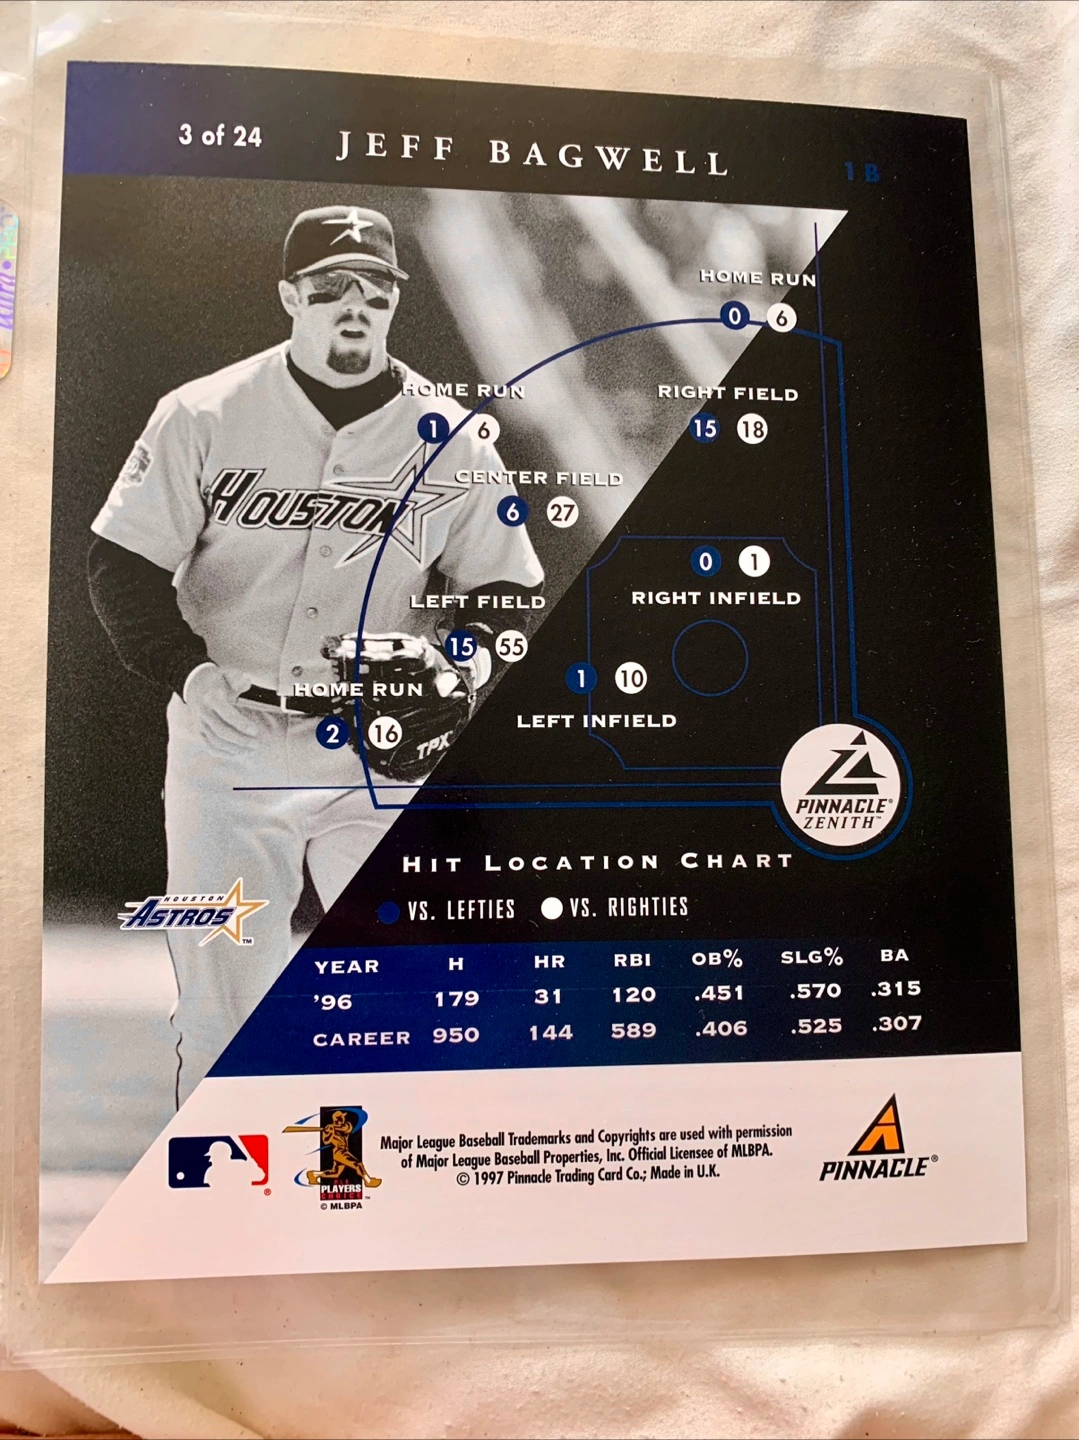 3 of 24 JEFF BAGWELL 1B
HOME RUN
0 6
HOME RUN
1 6
RIGHT FIELD
15 18
CENTER FIELD
6 27
HOUSTON
0 1
RIGHT INFIELD
LEFT FIELD
15 55
1 10
LEFT INFIELD
HOME RUN
2 16
TPX
PINNACLE®
ZENITH™
HIT LOCATION CHART
VS. LEFTIES VS. RIGHTIES
HOUSTON
ASTROS
™
YEAR H HR RBI OB% SLG% BA
'96 179 31 120 .451 .570 .315
CAREER 950 144 589 .406 .525 .307
Major League Baseball Trademarks and Copyrights are used with permission
of Major League Baseball Properties, Inc. Official Licensee of MLBPA.
© 1997 Pinnacle Trading Card Co.; Made in U.K.
®
PLAYERS
CHOICE
™
© MLBPA
PINNACLE®